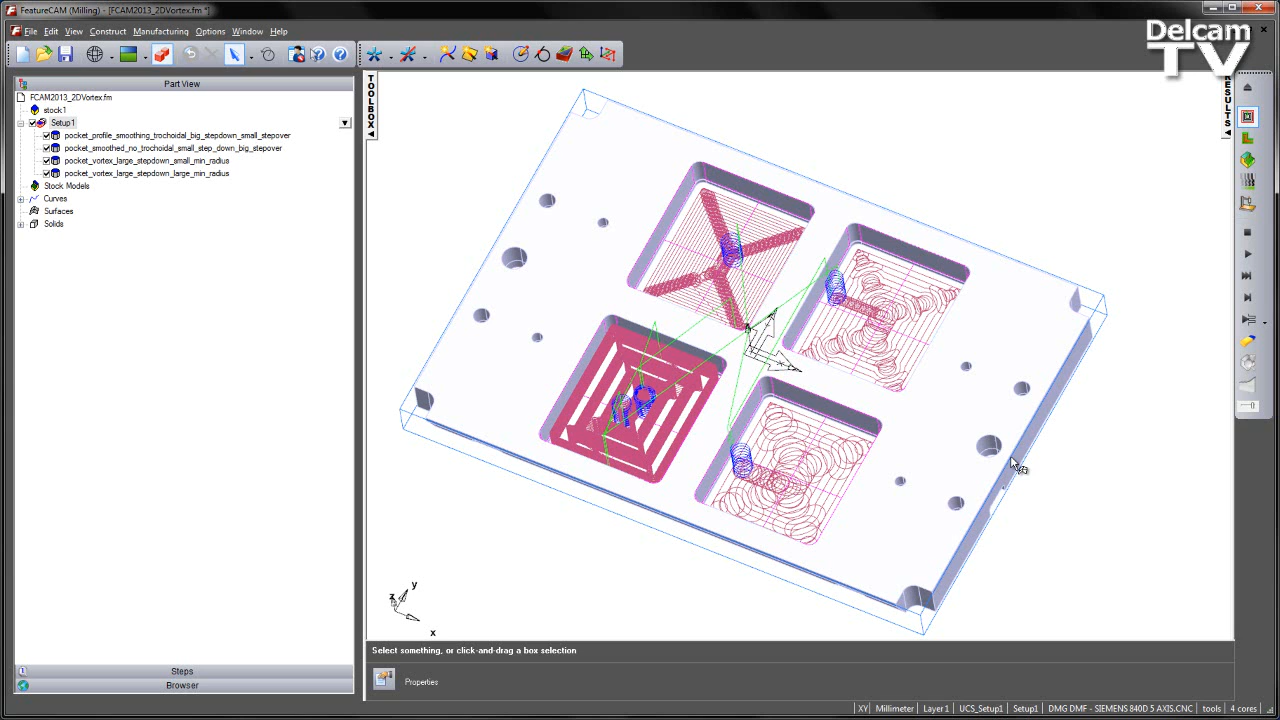 FeatureCAM (Milling) - [FCAM2013_2DVortex.fm *]
File Edit View Construct Manufacturing Options Window Help
Delcam
TV
Part View
FCAM2013_2DVortex.fm
stock1
Setup1
pocket_profile_smoothing_trochoidal_big_stepdown_small_stepover
pocket_smoothed_no_trochoidal_small_step_down_big_stepover
pocket_vortex_large_stepdown_small_min_radius
pocket_vortex_large_stepdown_large_min_radius
Stock Models
Curves
Surfaces
Solids
TOOLBOX
RESULTS
z
y
x
Steps
Browser
Select something, or click-and-drag a box selection
Properties
XY Millimeter Layer1 UCS_Setup1 Setup1 DMG DMF - SIEMENS 840D 5 AXIS.CNC tools 4 cores